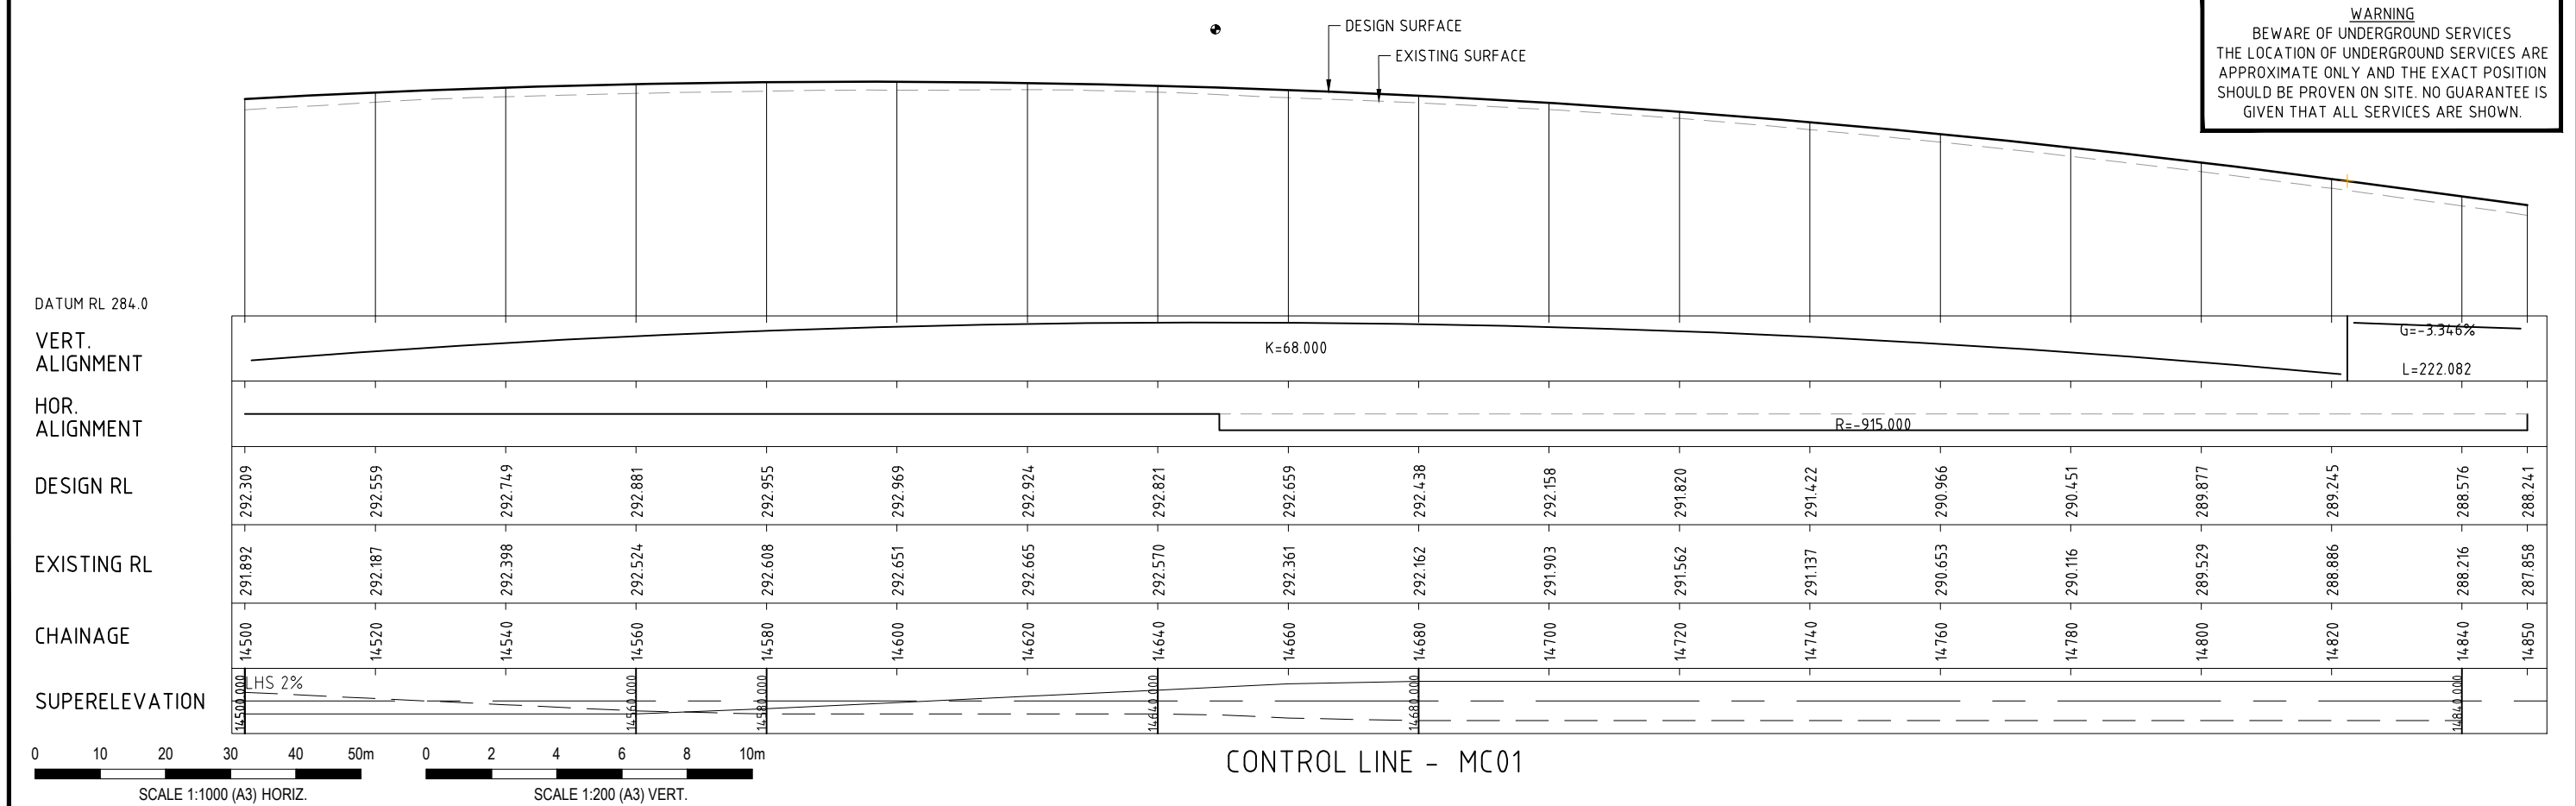 DESIGN SURFACE
EXISTING SURFACE
WARNING
BEWARE OF UNDERGROUND SERVICES
THE LOCATION OF UNDERGROUND SERVICES ARE
APPROXIMATE ONLY AND THE EXACT POSITION
SHOULD BE PROVEN ON SITE. NO GUARANTEE IS
GIVEN THAT ALL SERVICES ARE SHOWN.
DATUM RL 284.0
VERT.
ALIGNMENT
K=68.000
G=-3.346%
L=222.082
HOR.
ALIGNMENT
R=-915.000
DESIGN RL
292.309 292.559 292.749 292.881 292.955 292.969 292.924 292.821 292.659 292.438 292.158 291.820 291.422 290.966 290.451 289.877 289.245 288.576 288.241
EXISTING RL
291.892 292.187 292.398 292.524 292.608 292.651 292.665 292.570 292.361 292.162 291.903 291.562 291.137 290.653 290.116 289.529 288.886 288.216 287.858
CHAINAGE
14500 14520 14540 14560 14580 14600 14620 14640 14660 14680 14700 14720 14740 14760 14780 14800 14820 14840 14850
SUPERELEVATION
LHS 2%
14500.000 14560.000 14580.000 14640.000 14680.000 14840.000
0 10 20 30 40 50m
SCALE 1:1000 (A3) HORIZ.
0 2 4 6 8 10m
SCALE 1:200 (A3) VERT.
CONTROL LINE - MC01